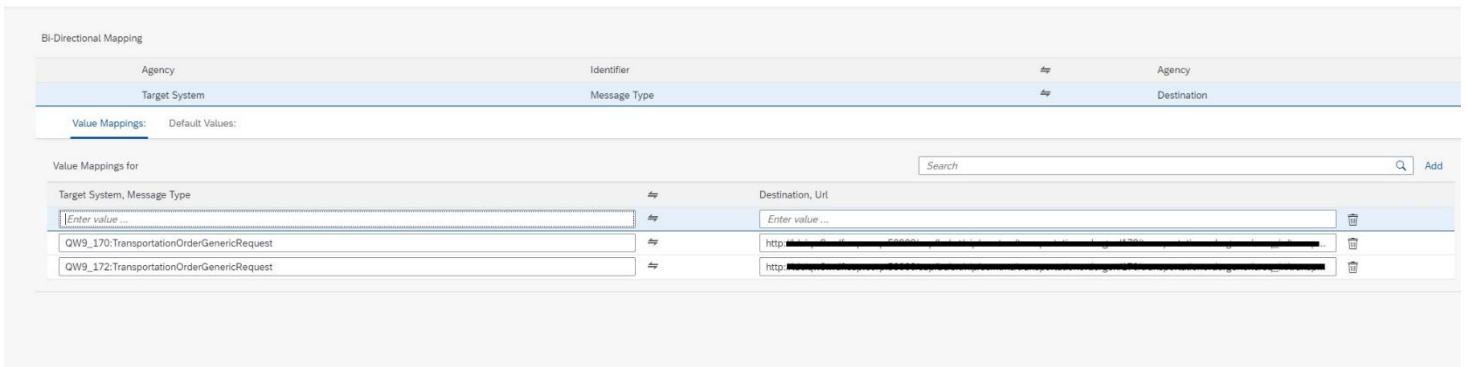 Bi-Directional Mapping
Agency Identifier ⇋ Agency
Target System Message Type ⇋ Destination
Value Mappings: Default Values:
Value Mappings for Search Add
Target System, Message Type ⇋ Destination, Url
Enter value ... ⇋ Enter value ...
QW9_170:TransportationOrderGenericRequest ⇋ http:
QW9_172:TransportationOrderGenericRequest ⇋ http: